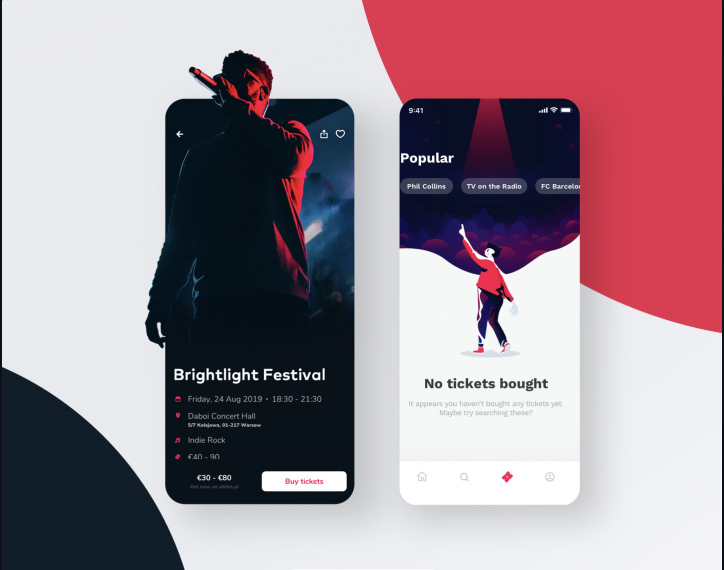 Brightlight Festival
Friday, 24 Aug 2019 • 18:30 - 21:30
Daboi Concert Hall
5/7 Kolejowa, 01-217 Warsaw
Indie Rock
€40 - 90
€30 - €80
Buy tickets
9:41
Popular
Phil Collins
TV on the Radio
FC Barcelon
No tickets bought
It appears you haven't bought any tickets yet.
Maybe try searching these?